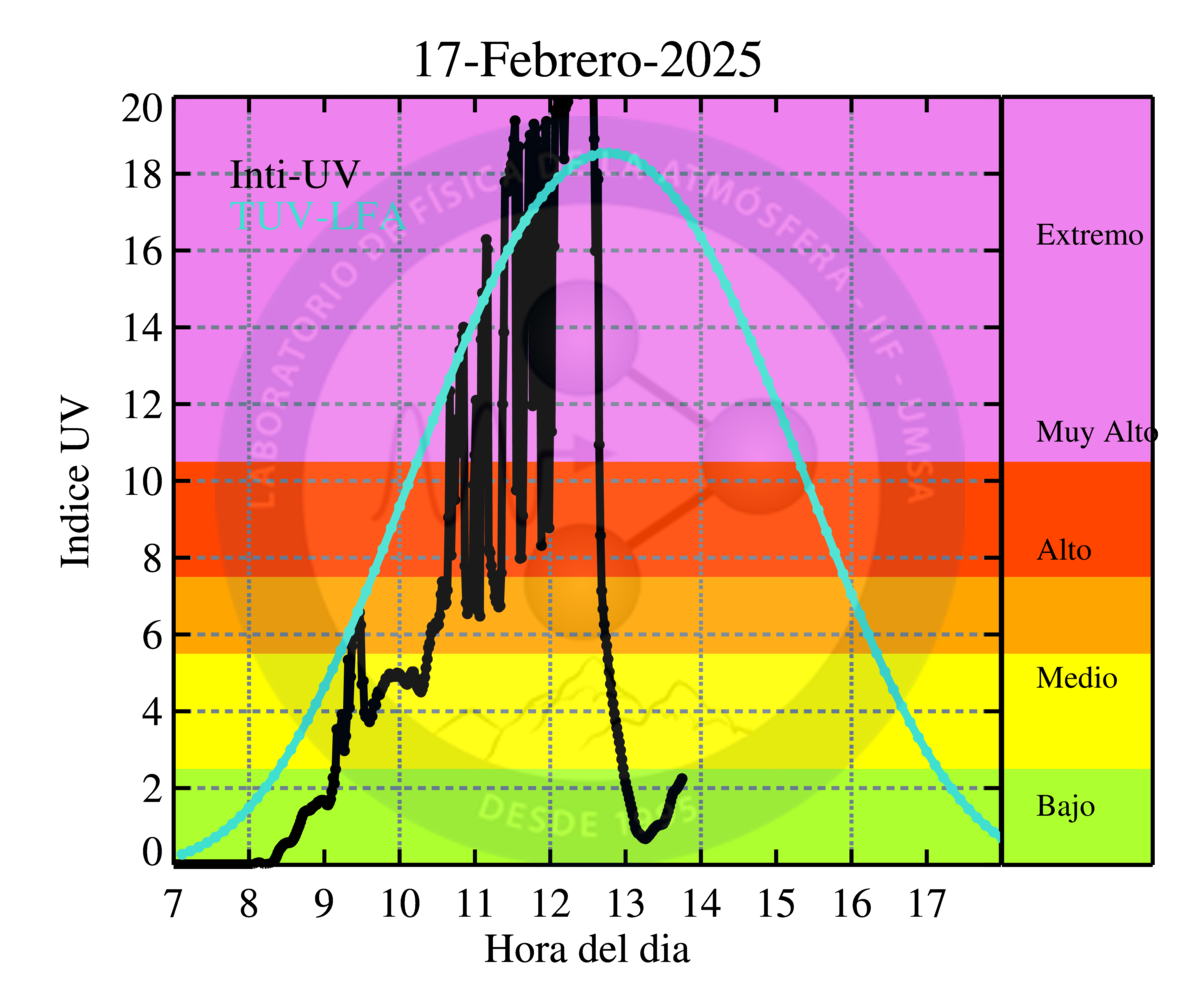 17-Febrero-2025
Inti-UV
TUV-LFA
LABORATORIO DE FÍSICA DE LA ATMÓSFERA - IIF - UMSA
DESDE 1995
Indice UV
20
18
16
14
12
10
8
6
4
2
0
Extremo
Muy Alto
Alto
Medio
Bajo
7 8 9 10 11 12 13 14 15 16 17
Hora del dia